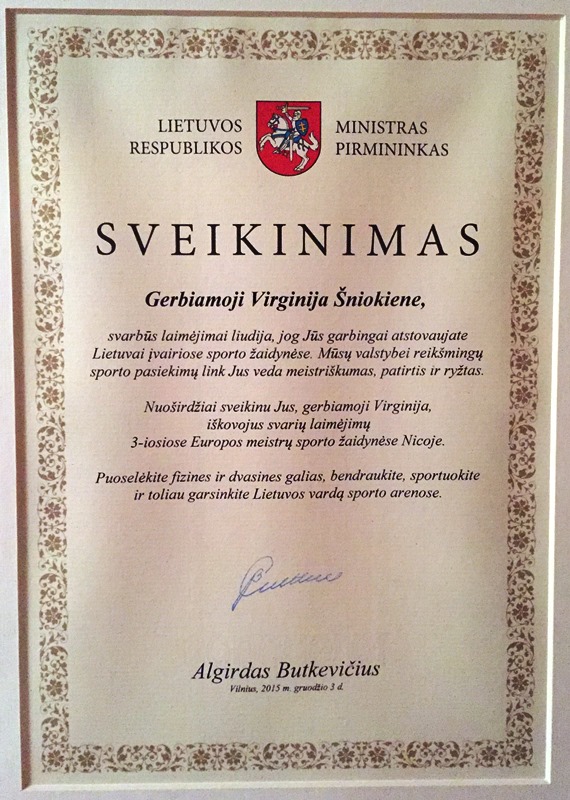 LIETUVOS RESPUBLIKOS
MINISTRAS PIRMININKAS
SVEIKINIMAS
Gerbiamoji Virginija Šniokiene,
svarbūs laimėjimai liudija, jog Jūs garbingai atstovaujate
Lietuvai įvairiose sporto žaidynėse. Mūsų valstybei reikšmingų
sporto pasiekimų link Jus veda meistriškumas, patirtis ir ryžtas.
Nuoširdžiai sveikinu Jus, gerbiamoji Virginija,
iškovojus svarių laimėjimų
3-iosiose Europos meistrų sporto žaidynėse Nicoje.
Puoselėkite fizines ir dvasines galias, bendraukite, sportuokite
ir toliau garsinkite Lietuvos vardą sporto arenose.
Algirdas Butkevičius
Vilnius, 2015 m. gruodžio 3 d.